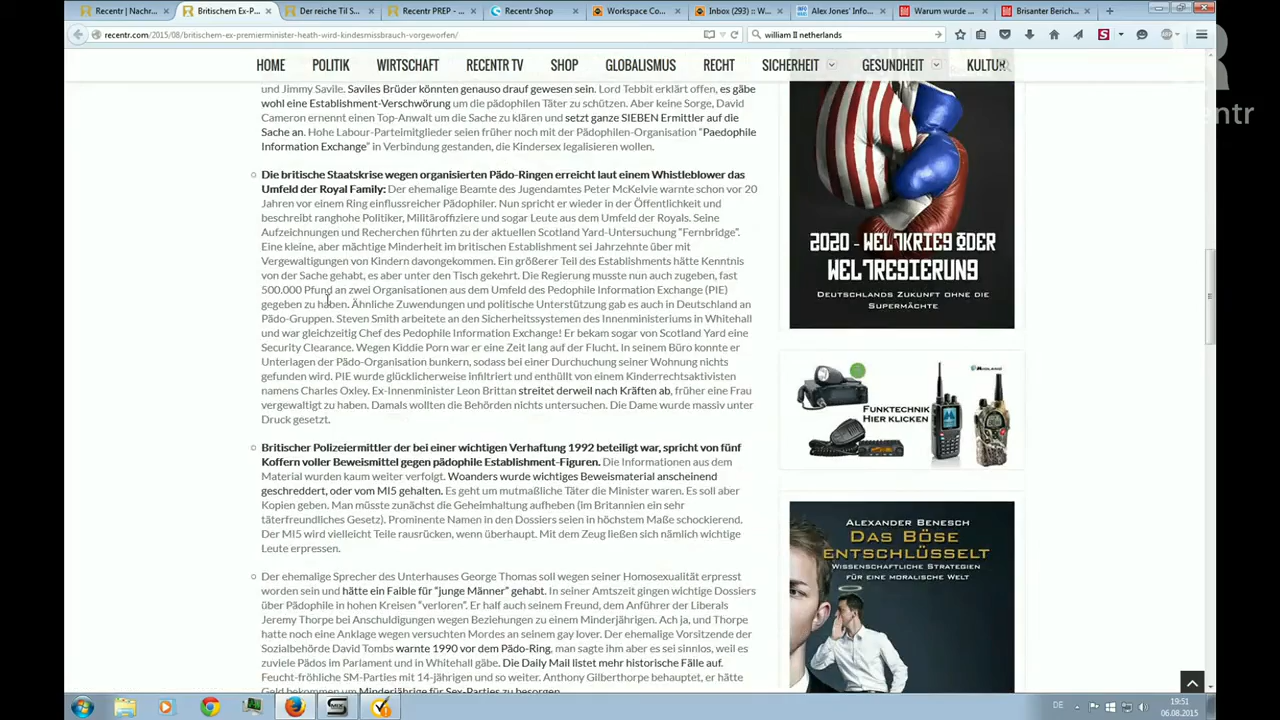 Recentr | Nachr...
Britischem Ex-P...
Der reiche Til S...
Recentr PREP - ...
Recentr Shop
Workspace Co...
Inbox (293) :: W...
Alex Jones' Info...
Warum wurde ...
Brisanter Berich...
recentr.com/2015/08/britischem-ex-premierminister-heath-wird-kindesmissbrauch-vorgeworfen/
william II netherlands
HOME POLITIK WIRTSCHAFT RECENTR TV SHOP GLOBALISMUS RECHT SICHERHEIT GESUNDHEIT KULTUR
und Jimmy Savile. Saviles Brüder könnten genauso drauf gewesen sein. Lord Tebbit erklärt offen, es gäbe
wohl eine Establishment-Verschwörung um die pädophilen Täter zu schützen. Aber keine Sorge, David
Cameron ernennt einen Top-Anwalt um die Sache zu klären und setzt ganze SIEBEN Ermittler auf die
Sache an. Hohe Labour-Parteimitglieder seien früher noch mit der Pädophilen-Organisation "Paedophile
Information Exchange" in Verbindung gestanden, die Kindersex legalisieren wollen.
Die britische Staatskrise wegen organisierten Pädo-Ringen erreicht laut einem Whistleblower das
Umfeld der Royal Family: Der ehemalige Beamte des Jugendamtes Peter McKelvie warnte schon vor 20
Jahren vor einem Ring einflussreicher Pädophiler. Nun spricht er wieder in der Öffentlichkeit und
beschreibt ranghohe Politiker, Militäroffiziere und sogar Leute aus dem Umfeld der Royals. Seine
Aufzeichnungen und Recherchen führten zu der aktuellen Scotland Yard-Untersuchung "Fernbridge".
Eine kleine, aber mächtige Minderheit im britischen Establishment sei Jahrzehnte über mit
Vergewaltigungen von Kindern davongekommen. Ein größerer Teil des Establishments hätte Kenntnis
von der Sache gehabt, es aber unter den Tisch gekehrt. Die Regierung musste nun auch zugeben, fast
500.000 Pfund an zwei Organisationen aus dem Umfeld des Pedophile Information Exchange (PIE)
gegeben zu haben. Ähnliche Zuwendungen und politische Unterstützung gab es auch in Deutschland an
Pädo-Gruppen. Steven Smith arbeitete an den Sicherheitssystemen des Innenministeriums in Whitehall
und war gleichzeitig Chef des Pedophile Information Exchange! Er bekam sogar von Scotland Yard eine
Security Clearance. Wegen Kiddie Porn war er eine Zeit lang auf der Flucht. In seinem Büro konnte er
Unterlagen der Pädo-Organisation bunkern, sodass bei einer Durchuchung seiner Wohnung nichts
gefunden wird. PIE wurde glücklicherweise infiltriert und enthüllt von einem Kinderrechtsaktivisten
namens Charles Oxley. Ex-Innenminister Leon Brittan streitet derweil nach Kräften ab, früher eine Frau
vergewaltigt zu haben. Damals wollten die Behörden nichts untersuchen. Die Dame wurde massiv unter
Druck gesetzt.
Britischer Polizeiermittler der bei einer wichtigen Verhaftung 1992 beteiligt war, spricht von fünf
Koffern voller Beweismittel gegen pädophile Establishment-Figuren. Die Informationen aus dem
Material wurden kaum weiter verfolgt. Woanders wurde wichtiges Beweismaterial anscheinend
geschreddert, oder vom MI5 gehalten. Es geht um mutmaßliche Täter die Minister waren. Es soll aber
Kopien geben. Man müsste zunächst die Geheimhaltung aufheben (im Britannien ein sehr
täterfreundliches Gesetz). Prominente Namen in den Dossiers seien in höchstem Maße schockierend.
Der MI5 wird vielleicht Teile rausrücken, wenn überhaupt. Mit dem Zeug ließen sich nämlich wichtige
Leute erpressen.
Der ehemalige Sprecher des Unterhauses George Thomas soll wegen seiner Homosexualität erpresst
worden sein und hätte ein Faible für "junge Männer" gehabt. In seiner Amtszeit gingen wichtige Dossiers
über Pädophile in hohen Kreisen "verloren". Er half auch seinem Freund, dem Anführer der Liberals
Jeremy Thorpe bei Anschuldigungen wegen Beziehungen zu einem Minderjährigen. Ach ja, und Thorpe
hatte noch eine Anklage wegen versuchten Mordes an seinem gay lover. Der ehemalige Vorsitzende der
Sozialbehörde David Tombs warnte 1990 vor dem Pädo-Ring, man sagte ihm aber es sei sinnlos, weil es
zuviele Pädos im Parlament und in Whitehall gäbe. Die Daily Mail listet mehr historische Fälle auf.
Feucht-fröhliche SM-Parties mit 14-jährigen und so weiter. Anthony Gilberthorpe behauptet, er hätte
Geld bekommen um Minderjährige für Sex-Parties zu besorgen.
2020 - WELTKRIEG ODER
WELTREGIERUNG
DEUTSCHLANDS ZUKUNFT OHNE DIE
SUPERMÄCHTE
MIDLAND
FUNKTECHNIK
HIER KLICKEN
ALEXANDER BENESCH
DAS BÖSE
ENTSCHLÜSSELT
WISSENSCHAFTLICHE STRATEGIEN
FÜR EINE MORALISCHE WELT
DE
19:51
06.08.2015